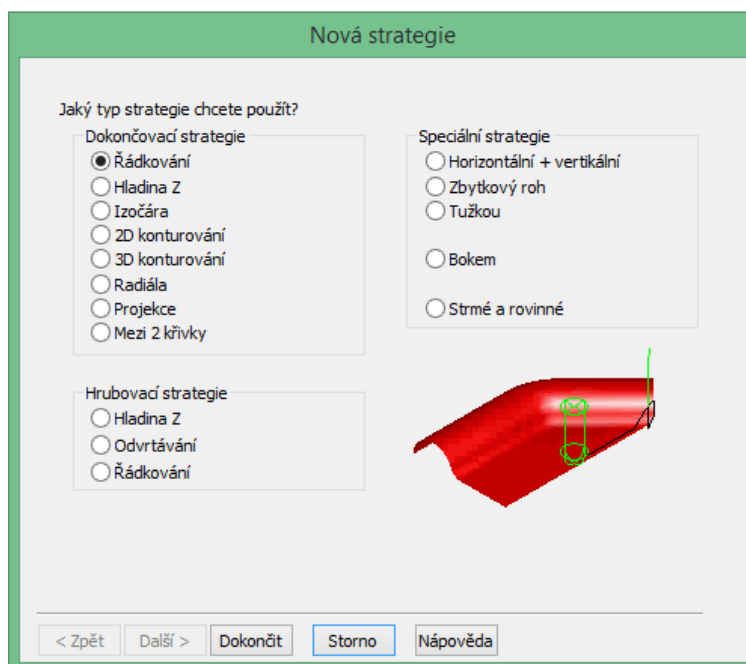 Nová strategie
Jaký typ strategie chcete použít?
Dokončovací strategie
Řádkování
Hladina Z
Izočára
2D konturování
3D konturování
Radiála
Projekce
Mezi 2 křivky
Hrubovací strategie
Hladina Z
Odvrtávání
Řádkování
Speciální strategie
Horizontální + vertikální
Zbytkový roh
Tužkou
Bokem
Strmé a rovinné
< Zpět
Další >
Dokončit
Storno
Nápověda